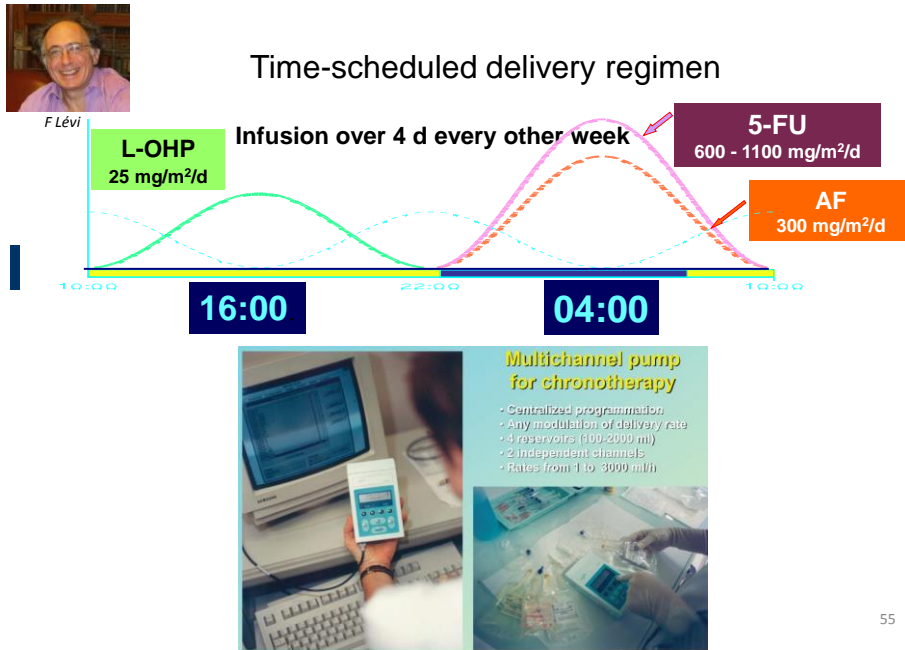 Time-scheduled delivery regimen
F Lévi
Infusion over 4 d every other week
L-OHP
25 mg/m²/d
5-FU
600 - 1100 mg/m²/d
AF
300 mg/m²/d
10:00
22:00
10:00
16:00
04:00
Multichannel pump
for chronotherapy
• Centralized programmation
• Any modulation of delivery rate
• 4 reservoirs (100-2000 ml)
• 2 independent channels
• Rates from 1 to 3000 ml/h
SAMSUNG
55